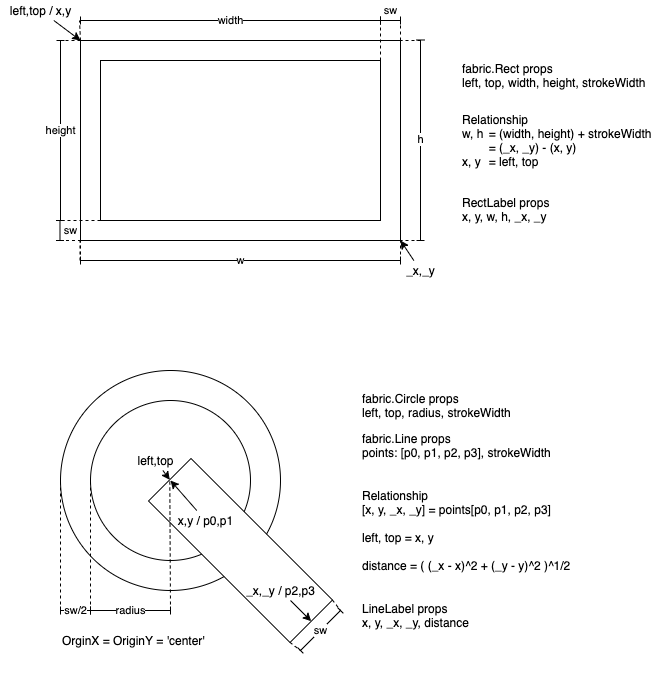 left,top / x,y
sw
width
height
h
sw
w
_x,_y
fabric.Rect props
left, top, width, height, strokeWidth
Relationship
w, h = (width, height) + strokeWidth
= (_x, _y) - (x, y)
x, y = left, top
RectLabel props
x, y, w, h, _x, _y
left,top
x,y / p0,p1
_x,_y / p2,p3
sw/2
radius
sw
OrginX = OriginY = 'center'
fabric.Circle props
left, top, radius, strokeWidth
fabric.Line props
points: [p0, p1, p2, p3], strokeWidth
Relationship
[x, y, _x, _y] = points[p0, p1, p2, p3]
left, top = x, y
distance = ( (_x - x)^2 + (_y - y)^2 )^1/2
LineLabel props
x, y, _x, _y, distance